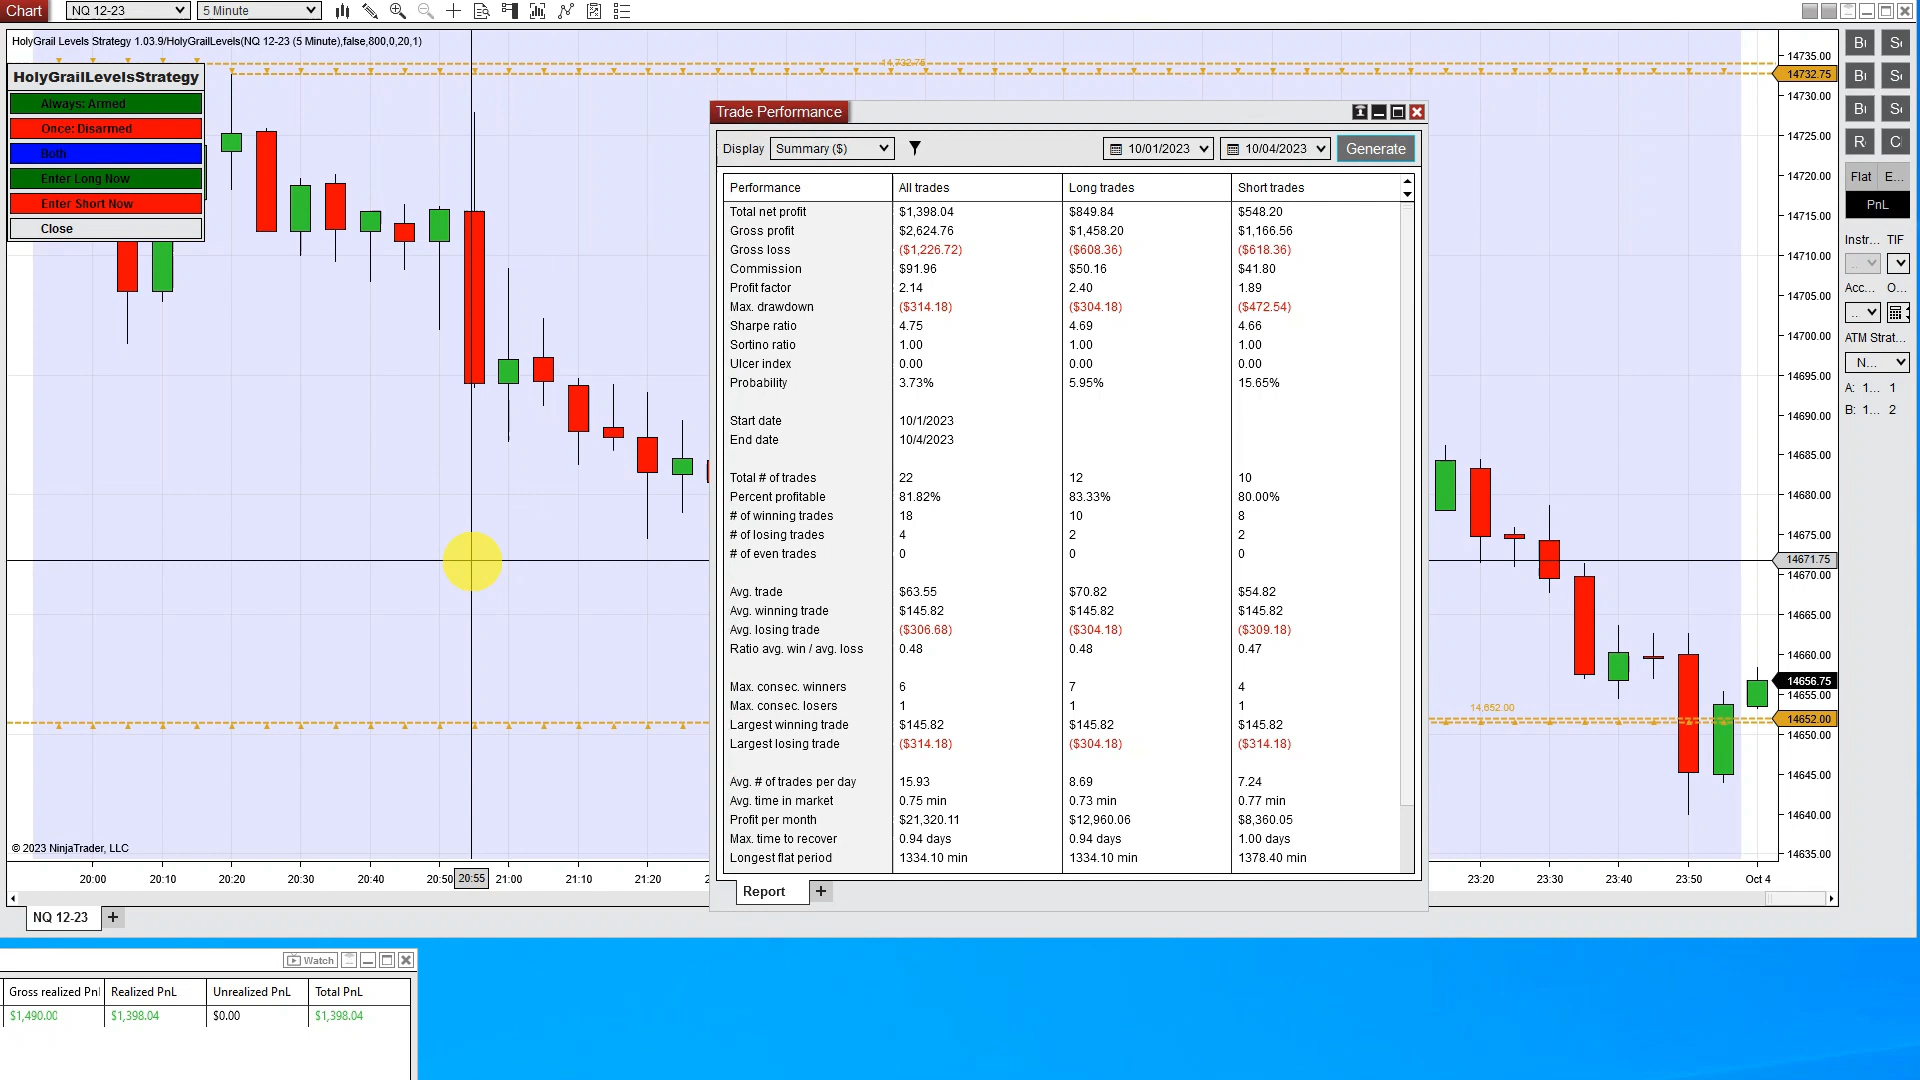 Chart NQ 12-23 5 Minute
HolyGrail Levels Strategy 1.03.9/HolyGrailLevels(NQ 12-23 (5 Minute),false,800,0,20,1)
HolyGrailLevelsStrategy
Always: Armed
Once: Disarmed
Both
Enter Long Now
Enter Short Now
Close
14,732.75
14,652.00
© 2023 NinjaTrader, LLC
20:00 20:10 20:20 20:30 20:40 20:50 20:55 21:00 21:10 21:20 23:20 23:30 23:40 23:50 Oct 4
NQ 12-23 +
Trade Performance
Display Summary ($) 10/01/2023 10/04/2023 Generate
Performance All trades Long trades Short trades
Total net profit $1,398.04 $849.84 $548.20
Gross profit $2,624.76 $1,458.20 $1,166.56
Gross loss ($1,226.72) ($608.36) ($618.36)
Commission $91.96 $50.16 $41.80
Profit factor 2.14 2.40 1.89
Max. drawdown ($314.18) ($304.18) ($472.54)
Sharpe ratio 4.75 4.69 4.66
Sortino ratio 1.00 1.00 1.00
Ulcer index 0.00 0.00 0.00
Probability 3.73% 5.95% 15.65%
Start date 10/1/2023
End date 10/4/2023
Total # of trades 22 12 10
Percent profitable 81.82% 83.33% 80.00%
# of winning trades 18 10 8
# of losing trades 4 2 2
# of even trades 0 0 0
Avg. trade $63.55 $70.82 $54.82
Avg. winning trade $145.82 $145.82 $145.82
Avg. losing trade ($306.68) ($304.18) ($309.18)
Ratio avg. win / avg. loss 0.48 0.48 0.47
Max. consec. winners 6 7 4
Max. consec. losers 1 1 1
Largest winning trade $145.82 $145.82 $145.82
Largest losing trade ($314.18) ($304.18) ($314.18)
Avg. # of trades per day 15.93 8.69 7.24
Avg. time in market 0.75 min 0.73 min 0.77 min
Profit per month $21,320.11 $12,960.06 $8,360.05
Max. time to recover 0.94 days 0.94 days 1.00 days
Longest flat period 1334.10 min 1334.10 min 1378.40 min
Report +
14735.00
14732.75
14730.00
14725.00
14720.00
14715.00
14710.00
14705.00
14700.00
14695.00
14690.00
14685.00
14680.00
14675.00
14671.75
14670.00
14665.00
14660.00
14656.75
14655.00
14652.00
14650.00
14645.00
14640.00
14635.00
Flat E...
PnL
Instr... TIF
Acc... O...
ATM Strat...
N...
A: 1... 1
B: 1... 2
Watch
Gross realized Pnl Realized PnL Unrealized PnL Total PnL
$1,490.00 $1,398.04 $0.00 $1,398.04